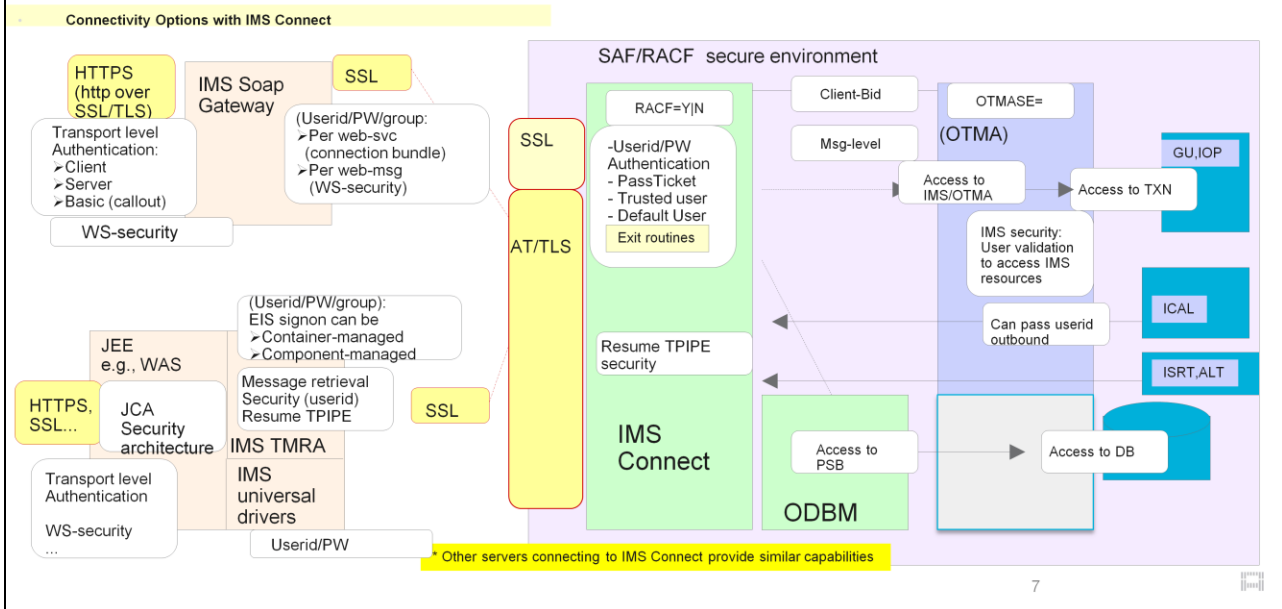 Connectivity Options with IMS Connect
SAF/RACF secure environment
HTTPS
(http over
SSL/TLS)
IMS Soap
Gateway
SSL
Transport level
Authentication:
➢Client
➢Server
➢Basic (callout)
(Userid/PW/group:
➢Per web-svc
(connection bundle)
➢Per web-msg
(WS-security)
WS-security
SSL
AT/TLS
RACF=Y|N
-Userid/PW
Authentication
- PassTicket
- Trusted user
- Default User
Exit routines
Client-Bid
Msg-level
OTMASE=
(OTMA)
Access to
IMS/OTMA
Access to TXN
GU,IOP
IMS security:
User validation
to access IMS
resources
ICAL
Can pass userid
outbound
ISRT,ALT
Resume TPIPE
security
IMS
Connect
Access to
PSB
ODBM
Access to DB
(Userid/PW/group):
EIS signon can be
➢Container-managed
➢Component-managed
JEE
e.g., WAS
Message retrieval
Security (userid)
Resume TPIPE
SSL
HTTPS,
SSL...
JCA
Security
architecture
IMS TMRA
IMS
universal
drivers
Transport level
Authentication
WS-security
...
Userid/PW
* Other servers connecting to IMS Connect provide similar capabilities
7